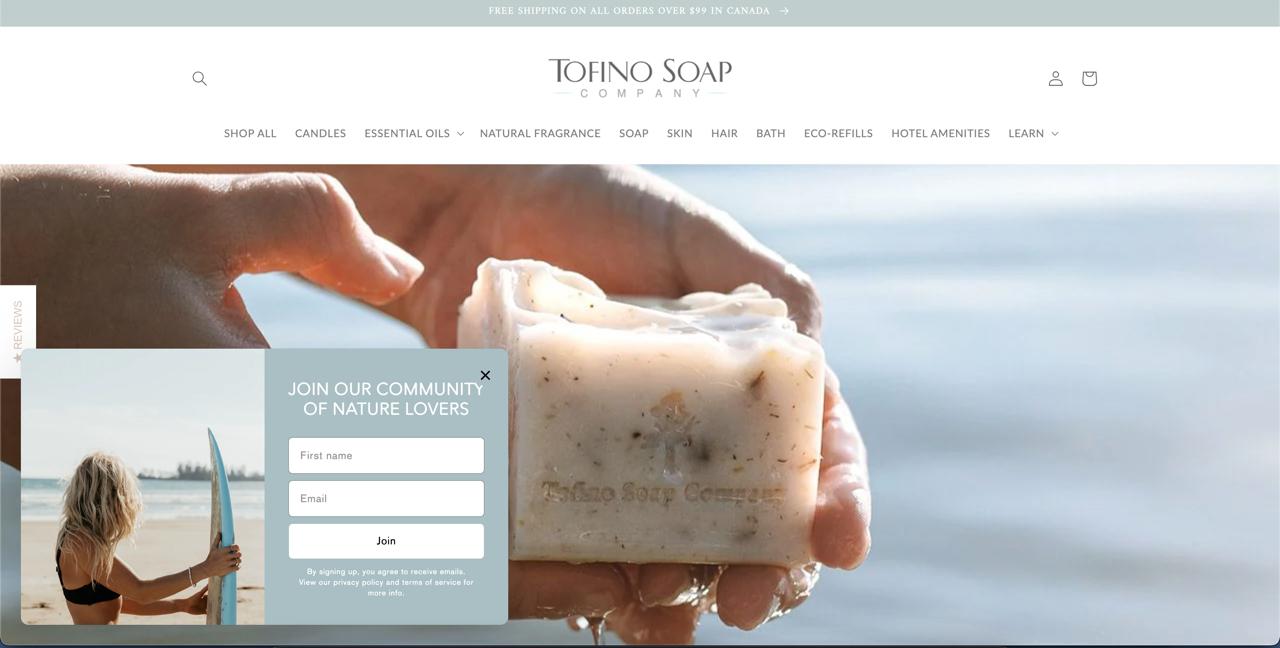 FREE SHIPPING ON ALL ORDERS OVER $99 IN CANADA
TOFINO SOAP
COMPANY
SHOP ALL
CANDLES
ESSENTIAL OILS
NATURAL FRAGRANCE
SOAP
SKIN
HAIR
BATH
ECO-REFILLS
HOTEL AMENITIES
LEARN
★ REVIEWS
JOIN OUR COMMUNITY
OF NATURE LOVERS
First name
Email
Join
By signing up, you agree to receive emails.
View our privacy policy and terms of service for
more info.
Tofino Soap Company